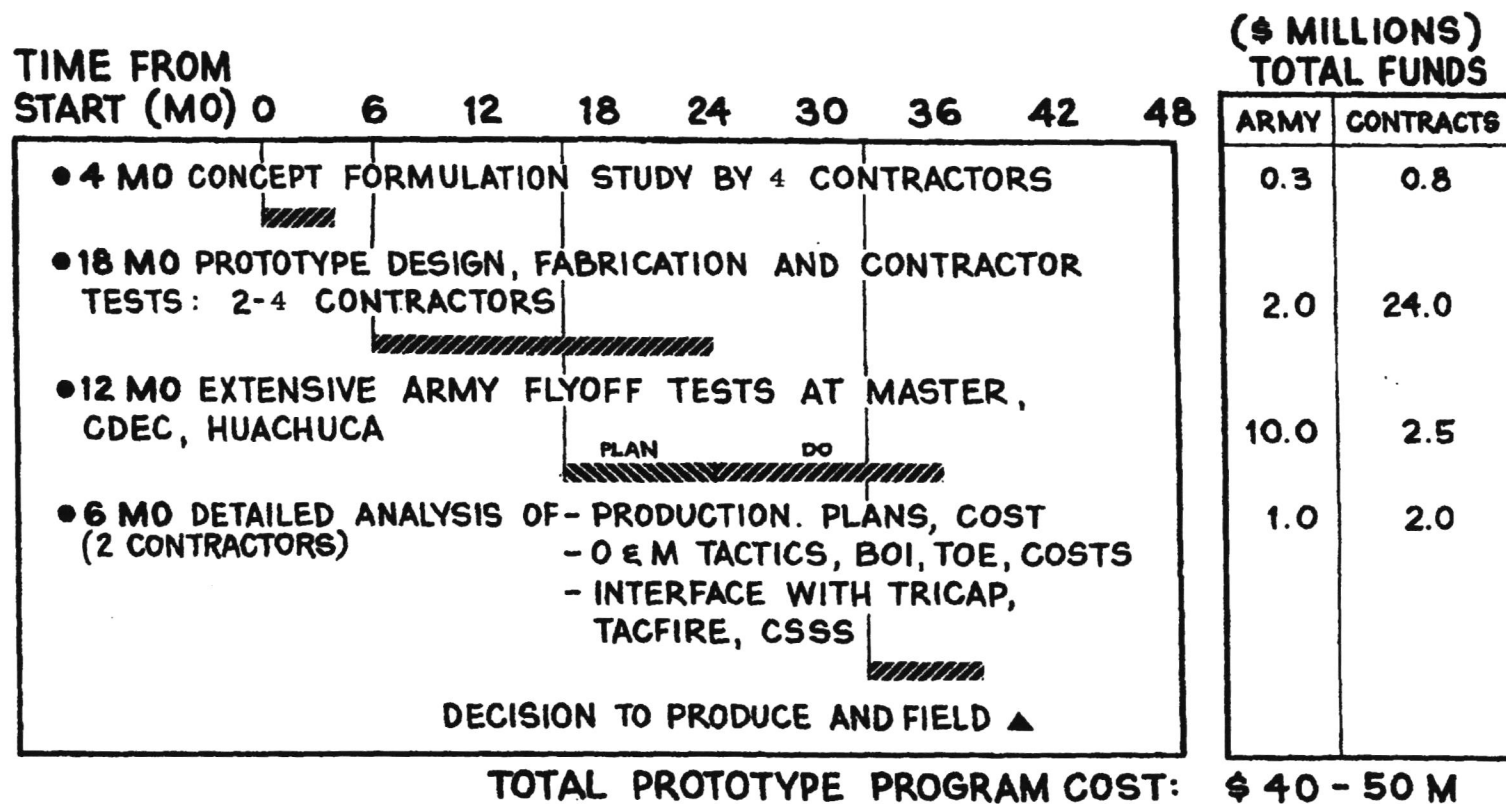 ($ MILLIONS)
TIME FROM TOTAL FUNDS
START (MO) 0 6 12 18 24 30 36 42 48 ARMY CONTRACTS
• 4 MO CONCEPT FORMULATION STUDY BY 4 CONTRACTORS 0.3 0.8
• 18 MO PROTOTYPE DESIGN, FABRICATION AND CONTRACTOR
TESTS: 2-4 CONTRACTORS 2.0 24.0
• 12 MO EXTENSIVE ARMY FLYOFF TESTS AT MASTER,
CDEC, HUACHUCA 10.0 2.5
PLAN DO
• 6 MO DETAILED ANALYSIS OF - PRODUCTION. PLANS, COST 1.0 2.0
(2 CONTRACTORS) - O & M TACTICS, BOI, TOE, COSTS
- INTERFACE WITH TRICAP,
TACFIRE, CSSS
DECISION TO PRODUCE AND FIELD ▲
TOTAL PROTOTYPE PROGRAM COST: $ 40 - 50 M